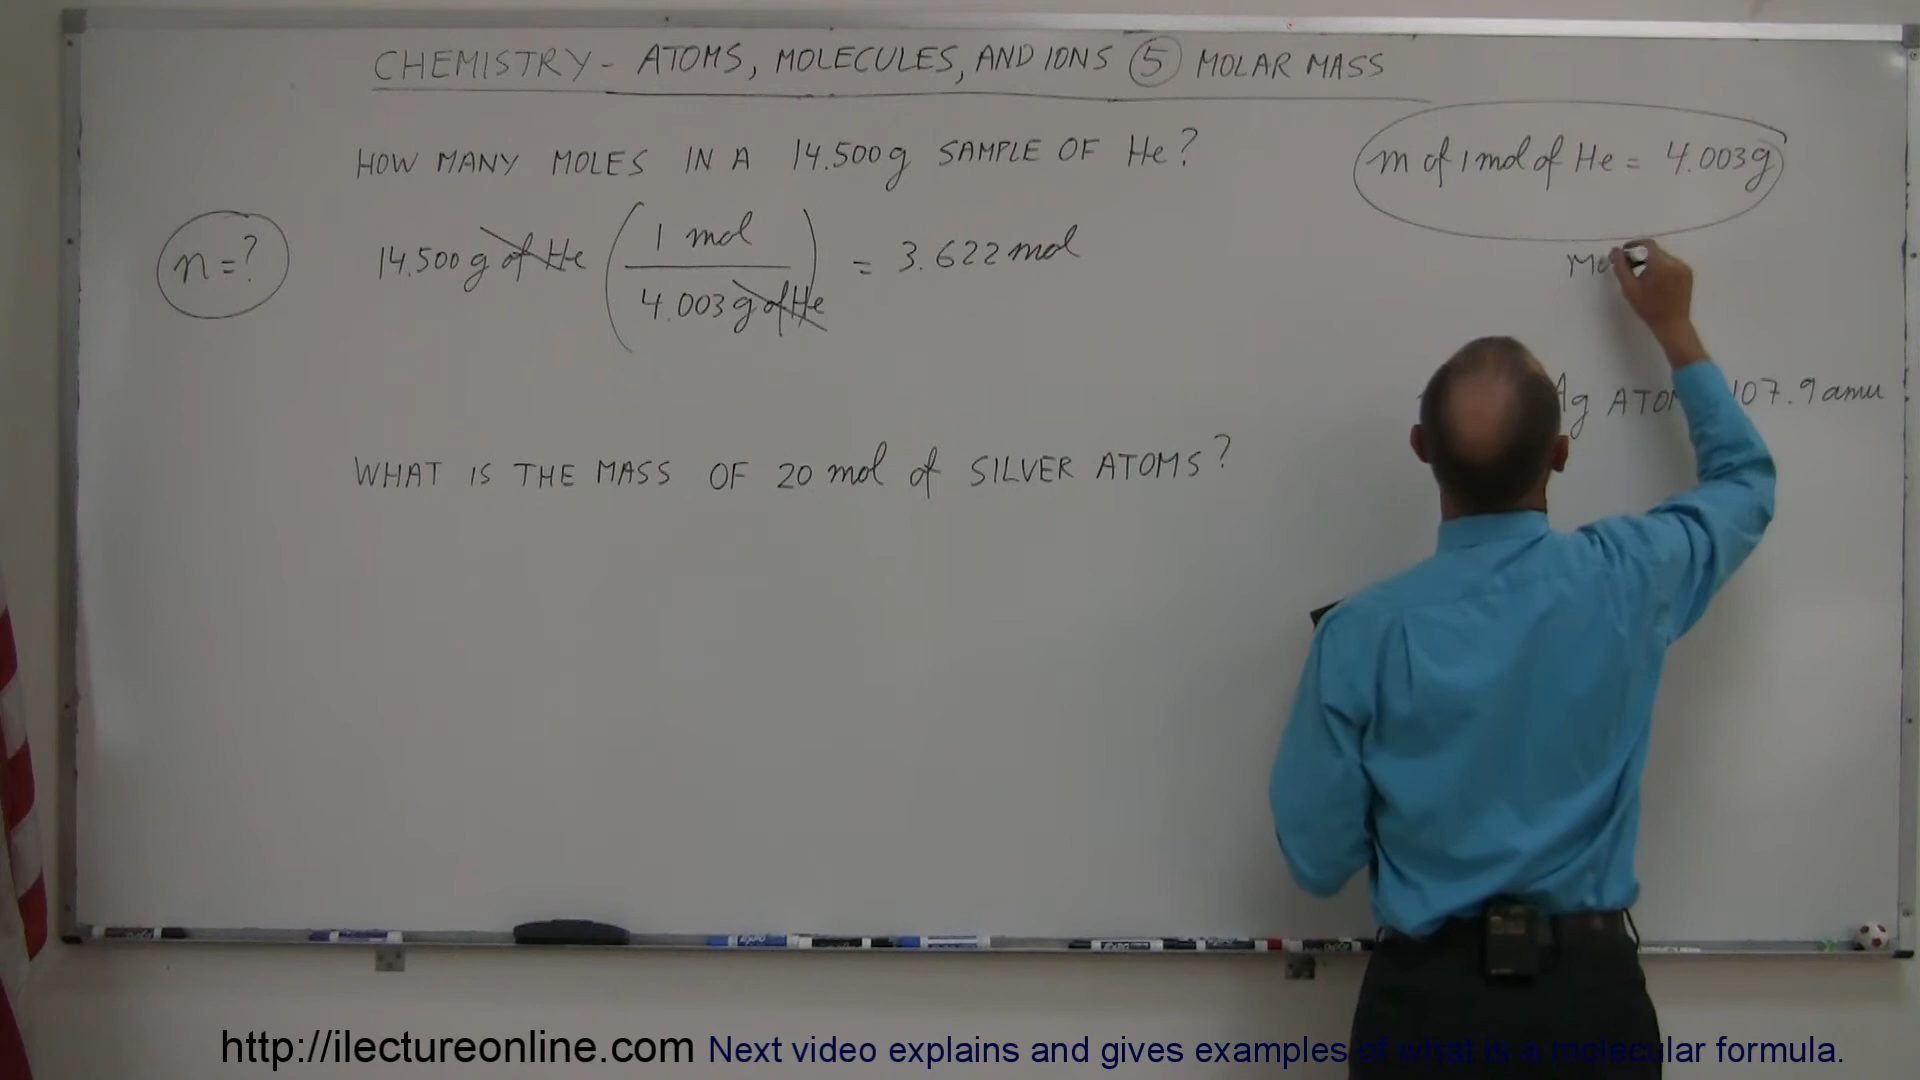 CHEMISTRY - ATOMS, MOLECULES, AND IONS ⑤ MOLAR MASS
HOW MANY MOLES IN A 14.500g SAMPLE OF He?
m of 1 mol of He = 4.003g
n=?
14.500 g of He ( 1 mol / 4.003 g of He ) = 3.622 mol
Ag 107.9 amu
WHAT IS THE MASS OF 20 mol of SILVER ATOMS?
http://ilectureonline.com Next video explains and gives examples of what is a molecular formula.